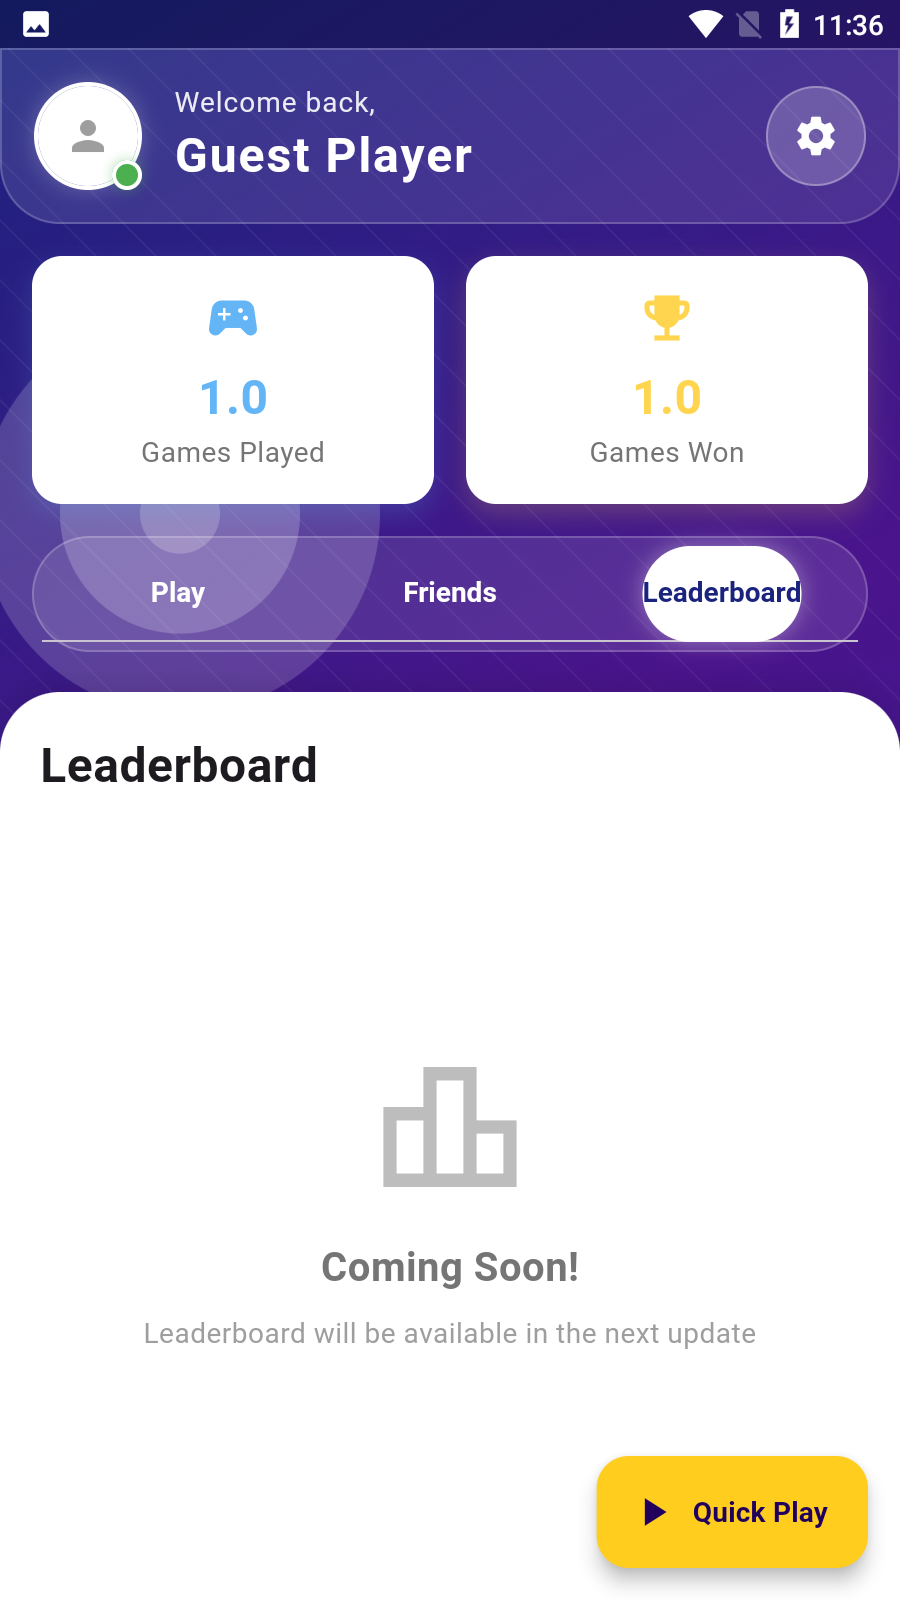 11:36
Welcome back,
Guest Player
1.0
Games Played
1.0
Games Won
Play
Friends
Leaderboard
Leaderboard
Coming Soon!
Leaderboard will be available in the next update
Quick Play